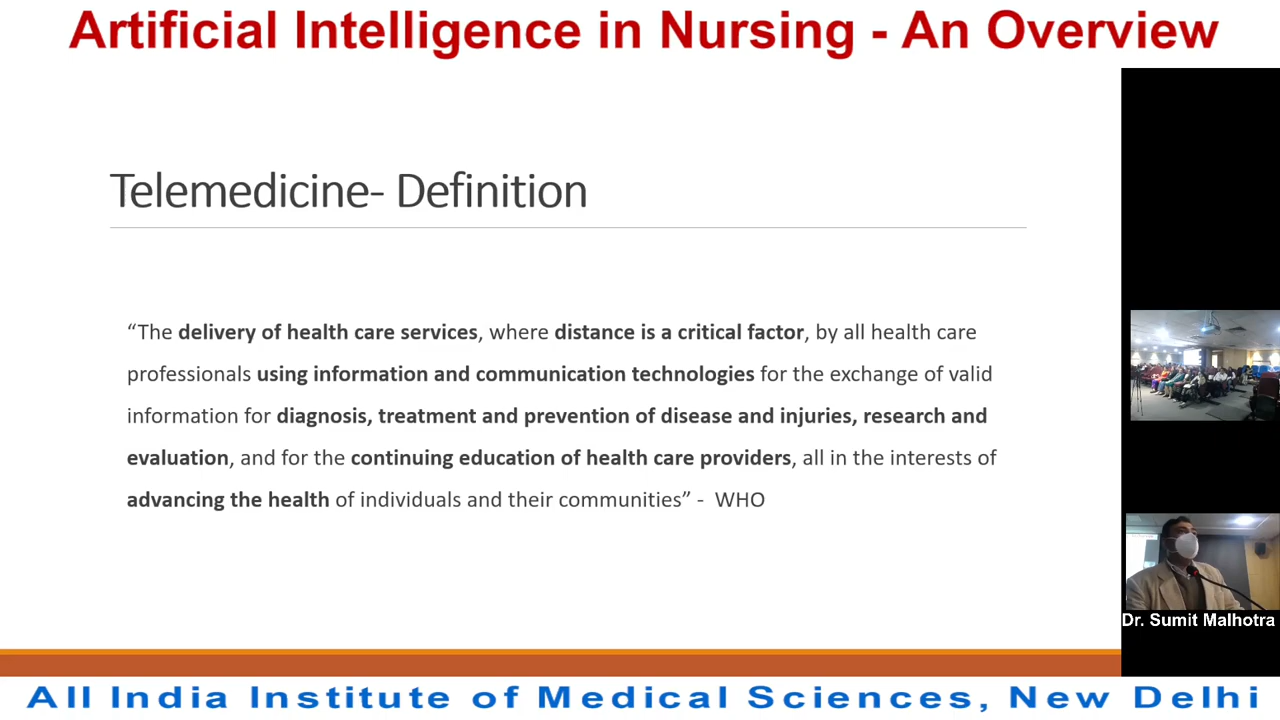 Artificial Intelligence in Nursing - An Overview
Telemedicine- Definition
“The delivery of health care services, where distance is a critical factor, by all health care
professionals using information and communication technologies for the exchange of valid
information for diagnosis, treatment and prevention of disease and injuries, research and
evaluation, and for the continuing education of health care providers, all in the interests of
advancing the health of individuals and their communities” - WHO
Dr. Sumit Malhotra
All India Institute of Medical Sciences, New Delhi